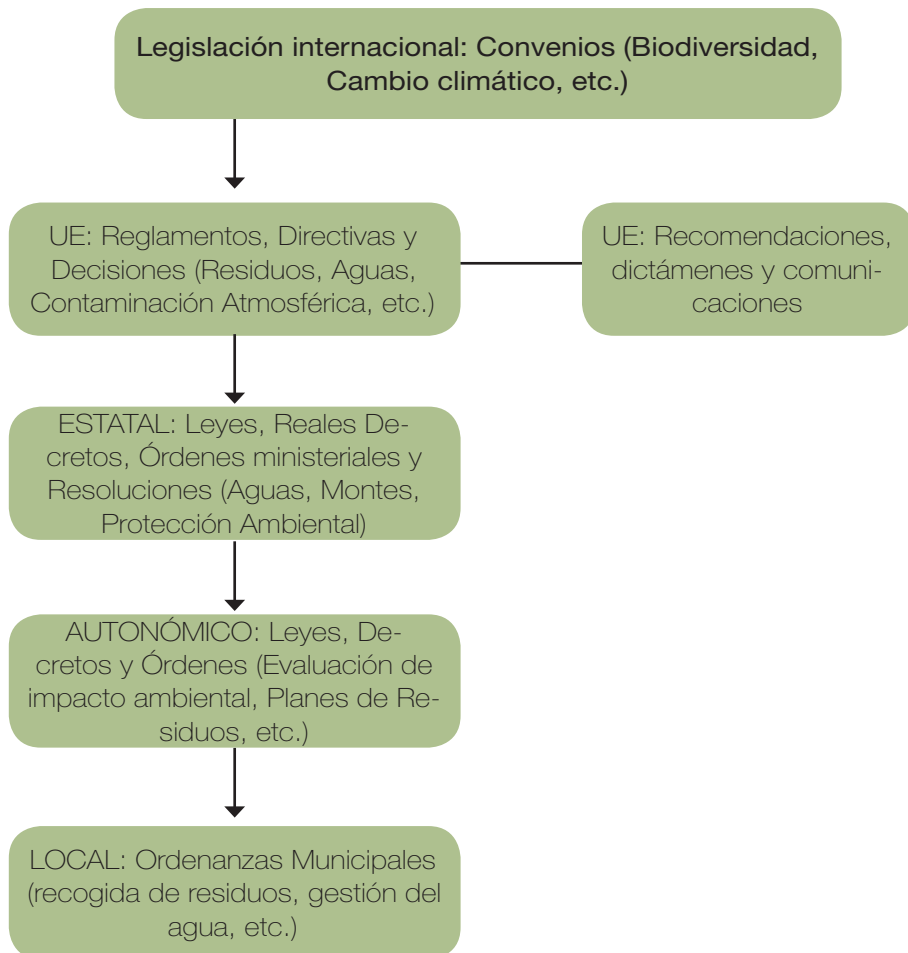 Legislación internacional: Convenios (Biodiversidad,
Cambio climático, etc.)
UE: Reglamentos, Directivas y
Decisiones (Residuos, Aguas,
Contaminación Atmosférica, etc.)
UE: Recomendaciones,
dictámenes y comuni-
caciones
ESTATAL: Leyes, Reales De-
cretos, Órdenes ministeriales y
Resoluciones (Aguas, Montes,
Protección Ambiental)
AUTONÓMICO: Leyes, De-
cretos y Órdenes (Evaluación de
impacto ambiental, Planes de Re-
siduos, etc.)
LOCAL: Ordenanzas Municipales
(recogida de residuos, gestión del
agua, etc.)